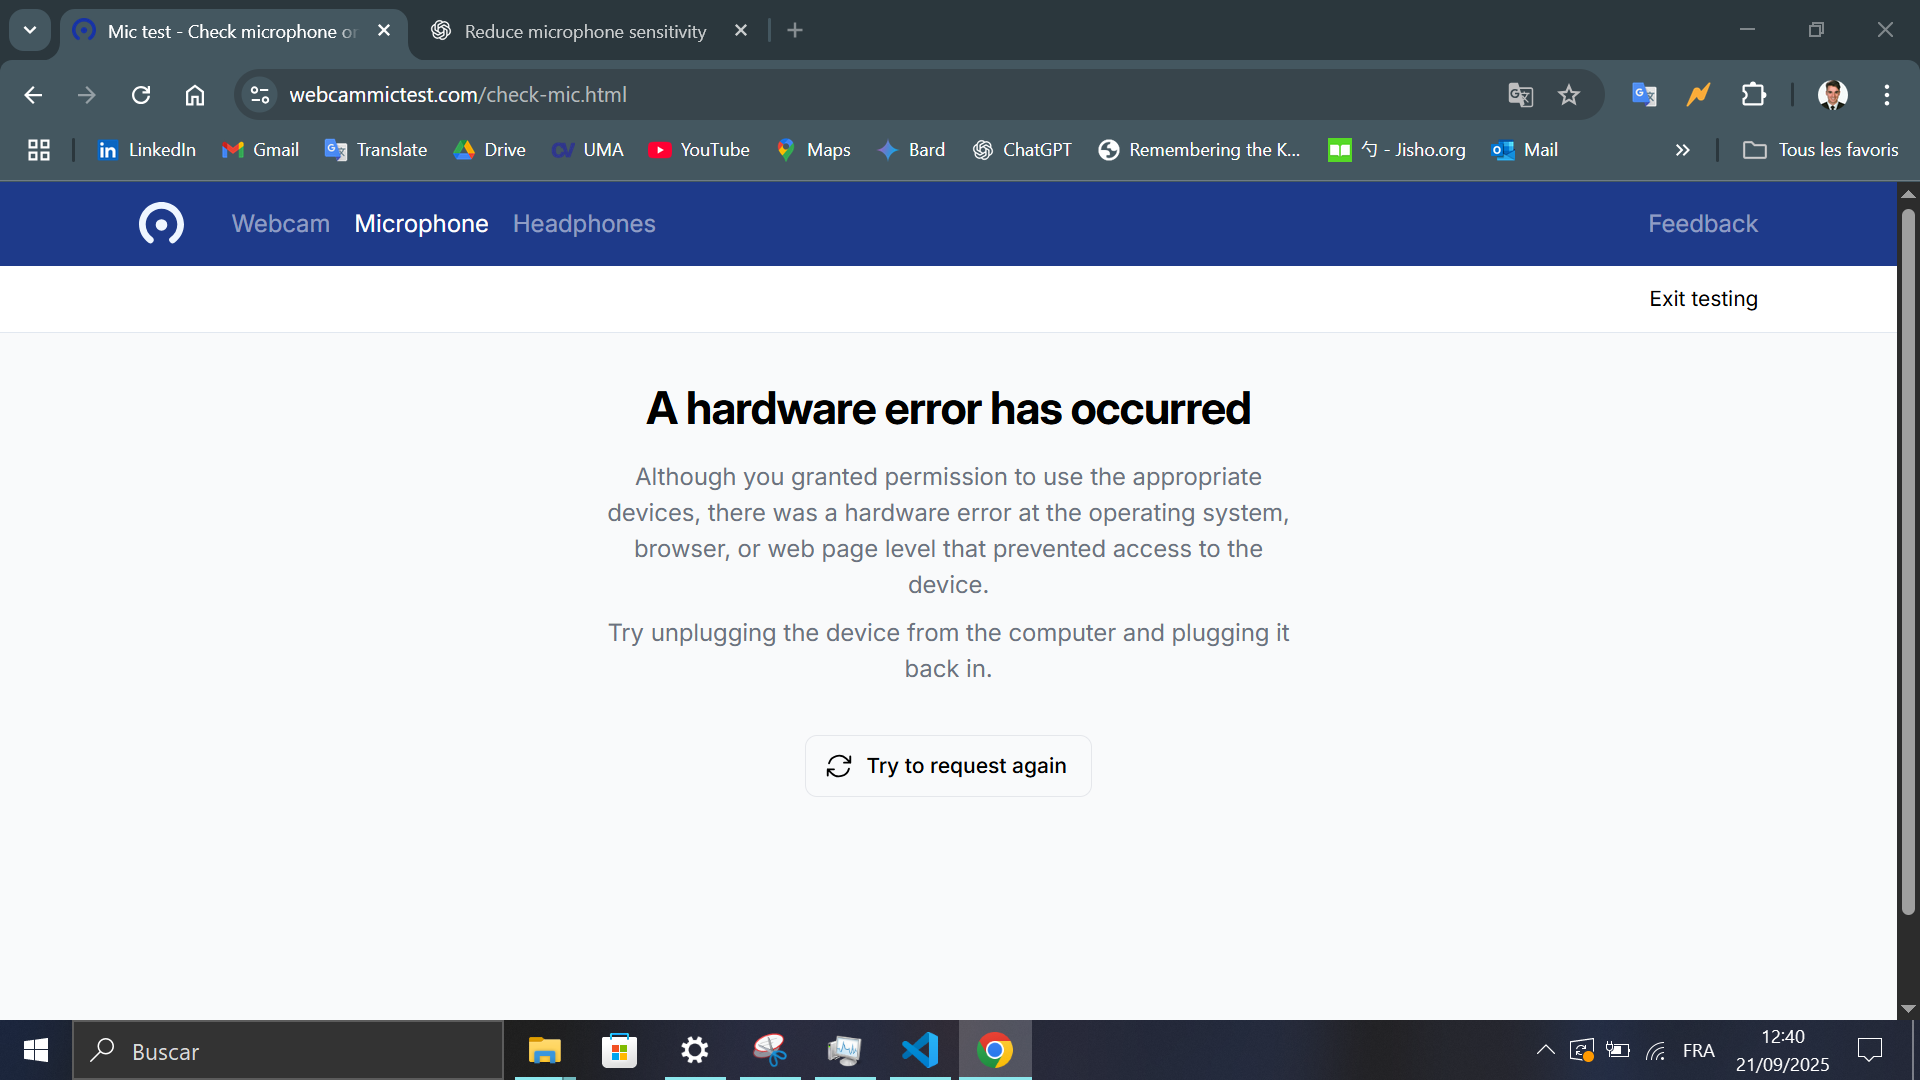 Mic test - Check microphone or
Reduce microphone sensitivity
webcammictest.com/check-mic.html
LinkedIn
Gmail
Translate
Drive
UMA
YouTube
Maps
Bard
ChatGPT
Remembering the K...
勺 - Jisho.org
Mail
Tous les favoris
Webcam
Microphone
Headphones
Feedback
Exit testing
A hardware error has occurred
Although you granted permission to use the appropriate
devices, there was a hardware error at the operating system,
browser, or web page level that prevented access to the
device.
Try unplugging the device from the computer and plugging it
back in.
Try to request again
Buscar
FRA
12:40
21/09/2025